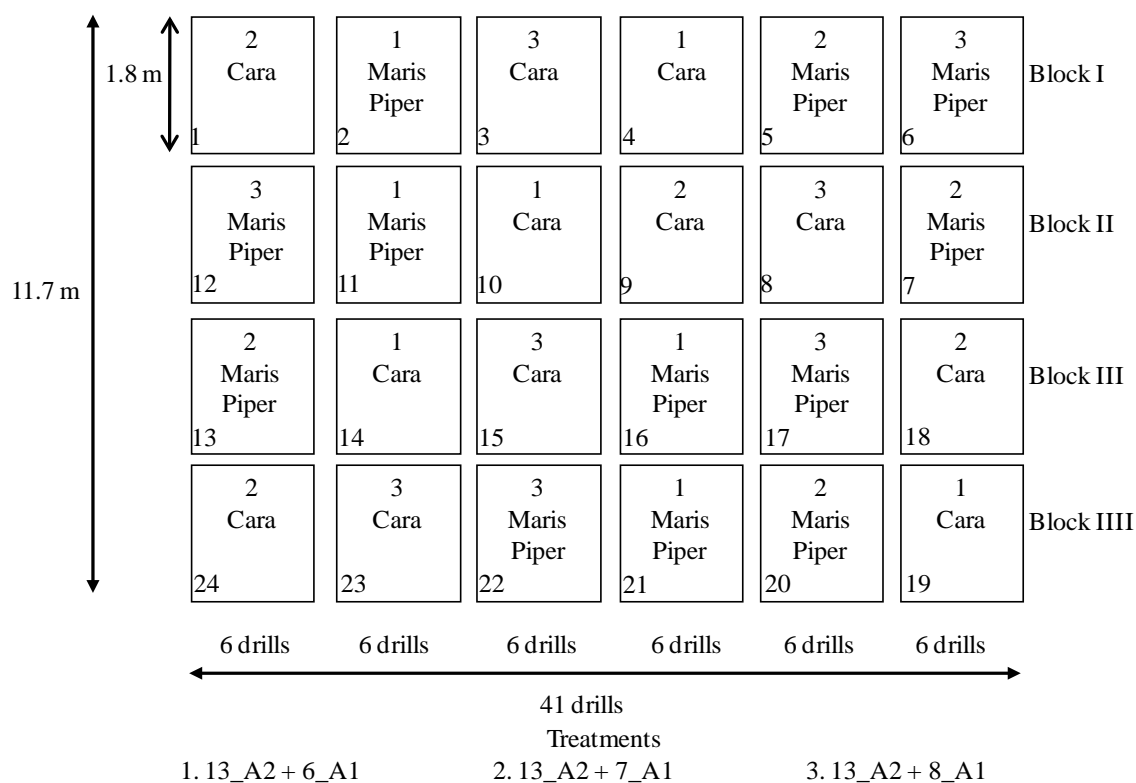 2 1 3 1 2 3
Cara Maris Cara Cara Maris Maris Block I
1.8 m Piper Piper Piper
1 2 3 4 5 6
3 1 1 2 3 2
Maris Maris Cara Cara Cara Maris Block II
Piper Piper Piper
12 11 10 9 8 7
11.7 m
2 1 3 1 3 2
Maris Cara Cara Maris Maris Cara Block III
Piper Piper Piper
13 14 15 16 17 18
2 3 3 1 2 1
Cara Cara Maris Maris Maris Cara Block IIII
Piper Piper Piper
24 23 22 21 20 19
6 drills 6 drills 6 drills 6 drills 6 drills 6 drills
41 drills
Treatments
1. 13_A2 + 6_A1 2. 13_A2 + 7_A1 3. 13_A2 + 8_A1